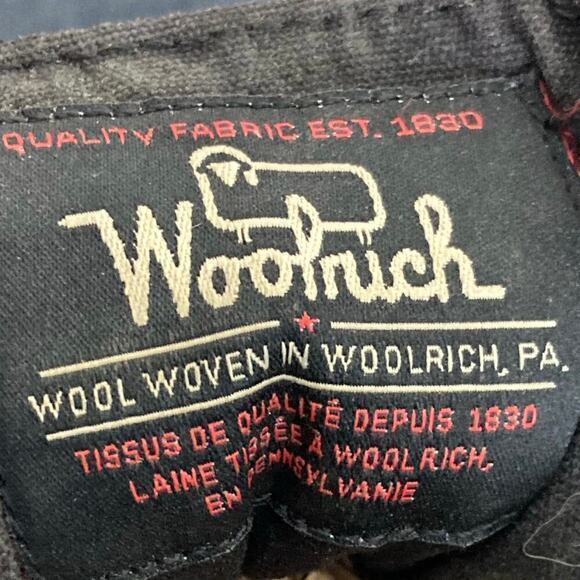 QUALITY FABRIC EST. 1830
Woolrich
WOOL WOVEN IN WOOLRICH, PA.
TISSUS DE QUALITÉ DEPUIS 1830
LAINE TISSÉE À WOOLRICH,
EN PENNSYLVANIE